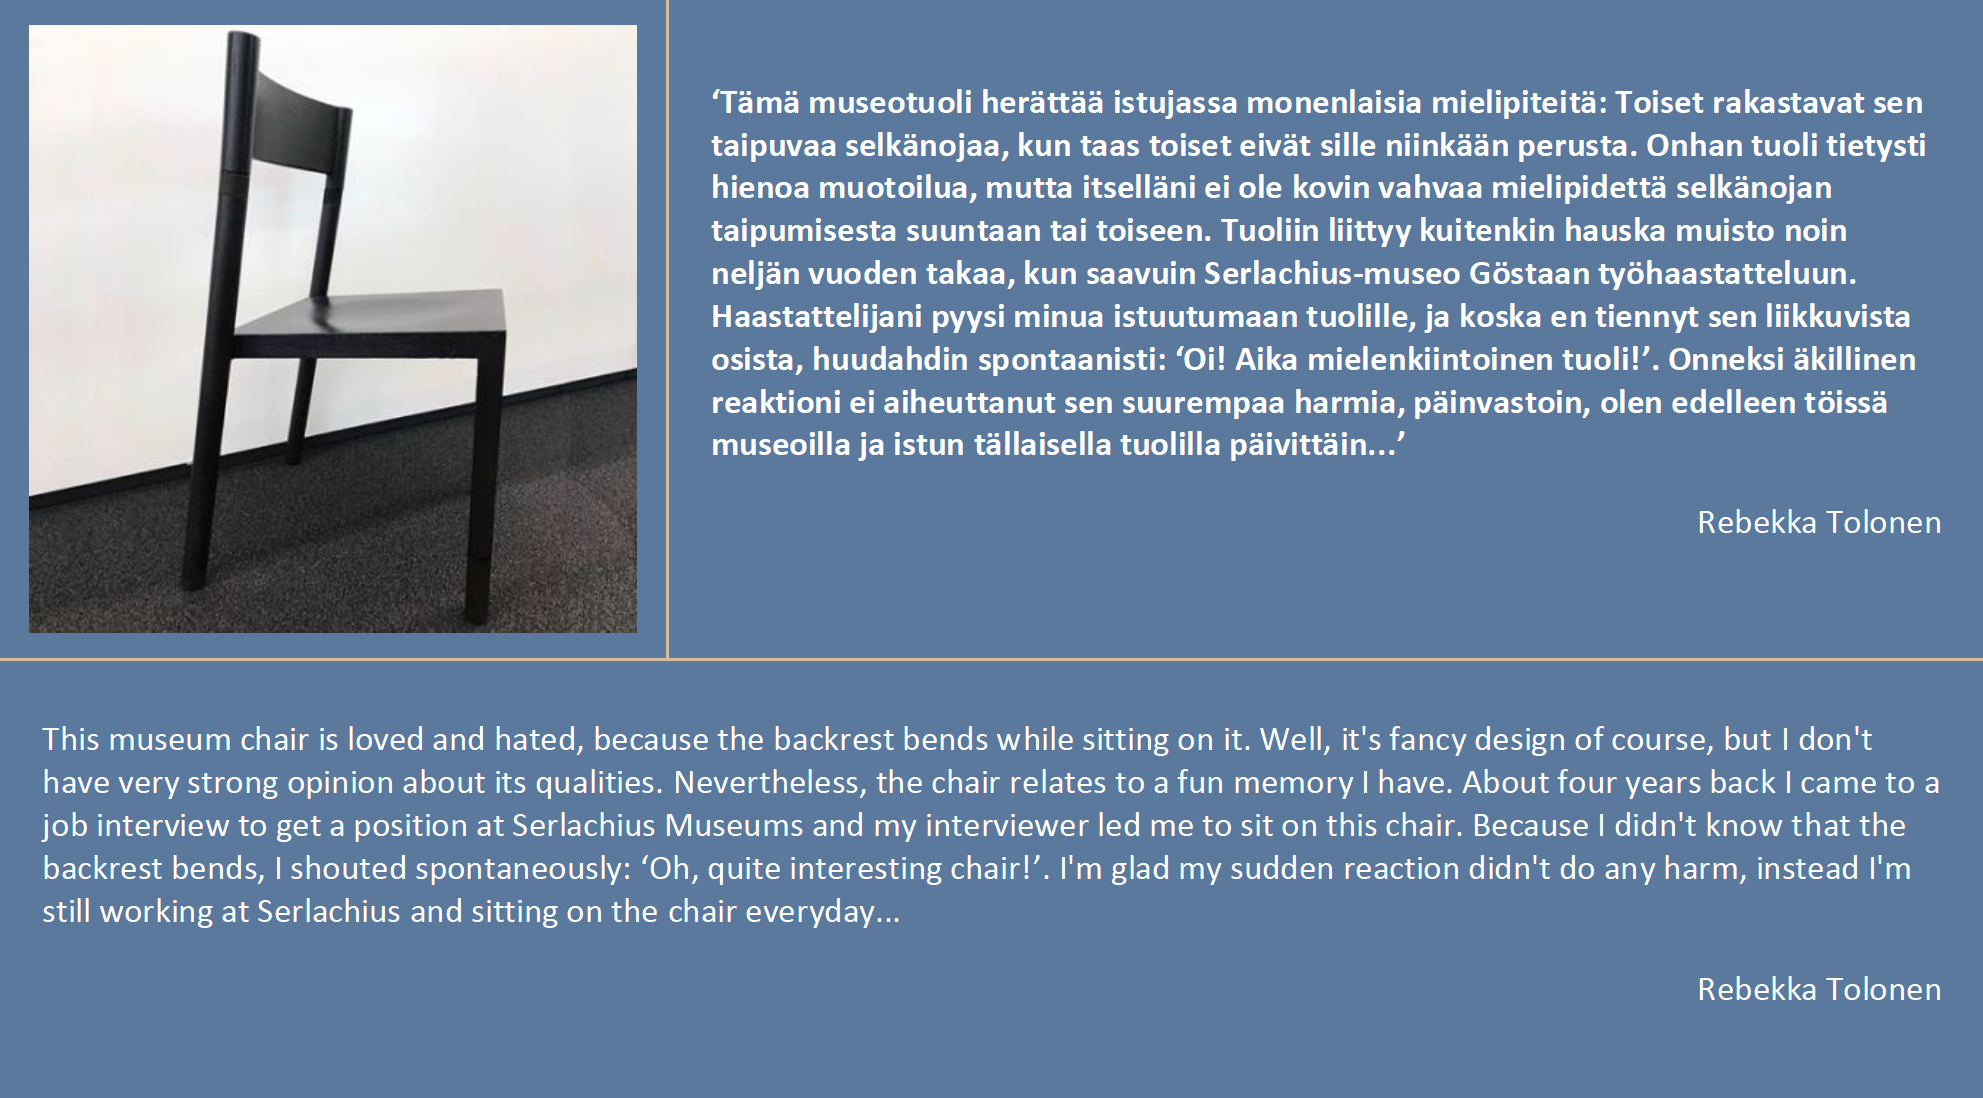 ‘Tämä museotuoli herättää istujassa monenlaisia mielipiteitä: Toiset rakastavat sen
taipuvaa selkänojaa, kun taas toiset eivät sille niinkään perusta. Onhan tuoli tietysti
hienoa muotoilua, mutta itselläni ei ole kovin vahvaa mielipidettä selkänojan
taipumisesta suuntaan tai toiseen. Tuoliin liittyy kuitenkin hauska muisto noin
neljän vuoden takaa, kun saavuin Serlachius-museo Göstaan työhaastatteluun.
Haastattelijani pyysi minua istuutumaan tuolille, ja koska en tiennyt sen liikkuvista
osista, huudahdin spontaanisti: ‘Oi! Aika mielenkiintoinen tuoli!’. Onneksi äkillinen
reaktioni ei aiheuttanut sen suurempaa harmia, päinvastoin, olen edelleen töissä
museoilla ja istun tällaisella tuolilla päivittäin...’
Rebekka Tolonen
This museum chair is loved and hated, because the backrest bends while sitting on it. Well, it's fancy design of course, but I don't
have very strong opinion about its qualities. Nevertheless, the chair relates to a fun memory I have. About four years back I came to a
job interview to get a position at Serlachius Museums and my interviewer led me to sit on this chair. Because I didn't know that the
backrest bends, I shouted spontaneously: ‘Oh, quite interesting chair!’. I'm glad my sudden reaction didn't do any harm, instead I'm
still working at Serlachius and sitting on the chair everyday...
Rebekka Tolonen